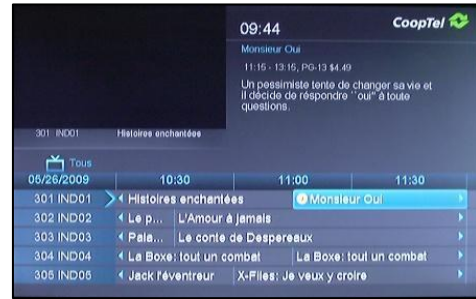 09:44
CoopTel
Monsieur Oui
11:15 - 13:15, PG-13 $4.49
Un pessimiste tente de changer sa vie et
il décide de répondre ''oui'' à toute
questions.
301 IND01 Histoires enchantées
Tous
05/26/2009 10:30 11:00 11:30
301 IND01 Histoires enchantées Monsieur Oui
302 IND02 Le p... L'Amour à jamais
303 IND03 Pala... Le conte de Despereaux
304 IND04 La Boxe: tout un combat La Boxe: tout un combat
305 IND05 Jack l'éventreur X-Files: Je veux y croire